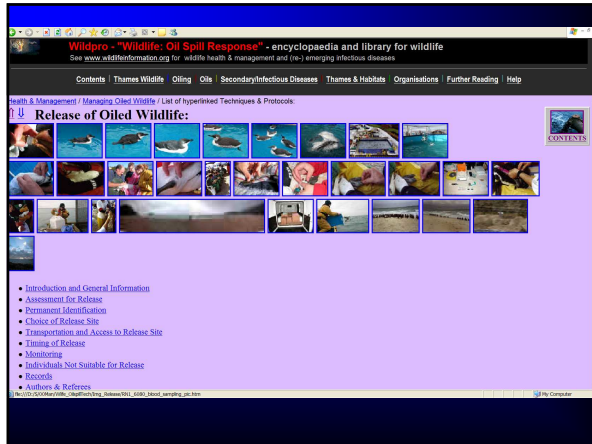 Wildpro - "Wildlife: Oil Spill Response" - encyclopaedia and library for wildlife
See www.wildlifeinformation.org for wildlife health & management and (re-) emerging infectious diseases
Contents | Thames Wildlife | Oiling | Oils | Secondary/Infectious Diseases | Thames & Habitats | Organisations | Further Reading | Help
Health & Management / Managing Oiled Wildlife / List of hyperlinked Techniques & Protocols:
⇑ ⇓ Release of Oiled Wildlife:
CONTENTS
• Introduction and General Information
• Assessment for Release
• Permanent Identification
• Choice of Release Site
• Transportation and Access to Release Site
• Timing of Release
• Monitoring
• Individuals Not Suitable for Release
• Records
• Authors & Referees
My Computer